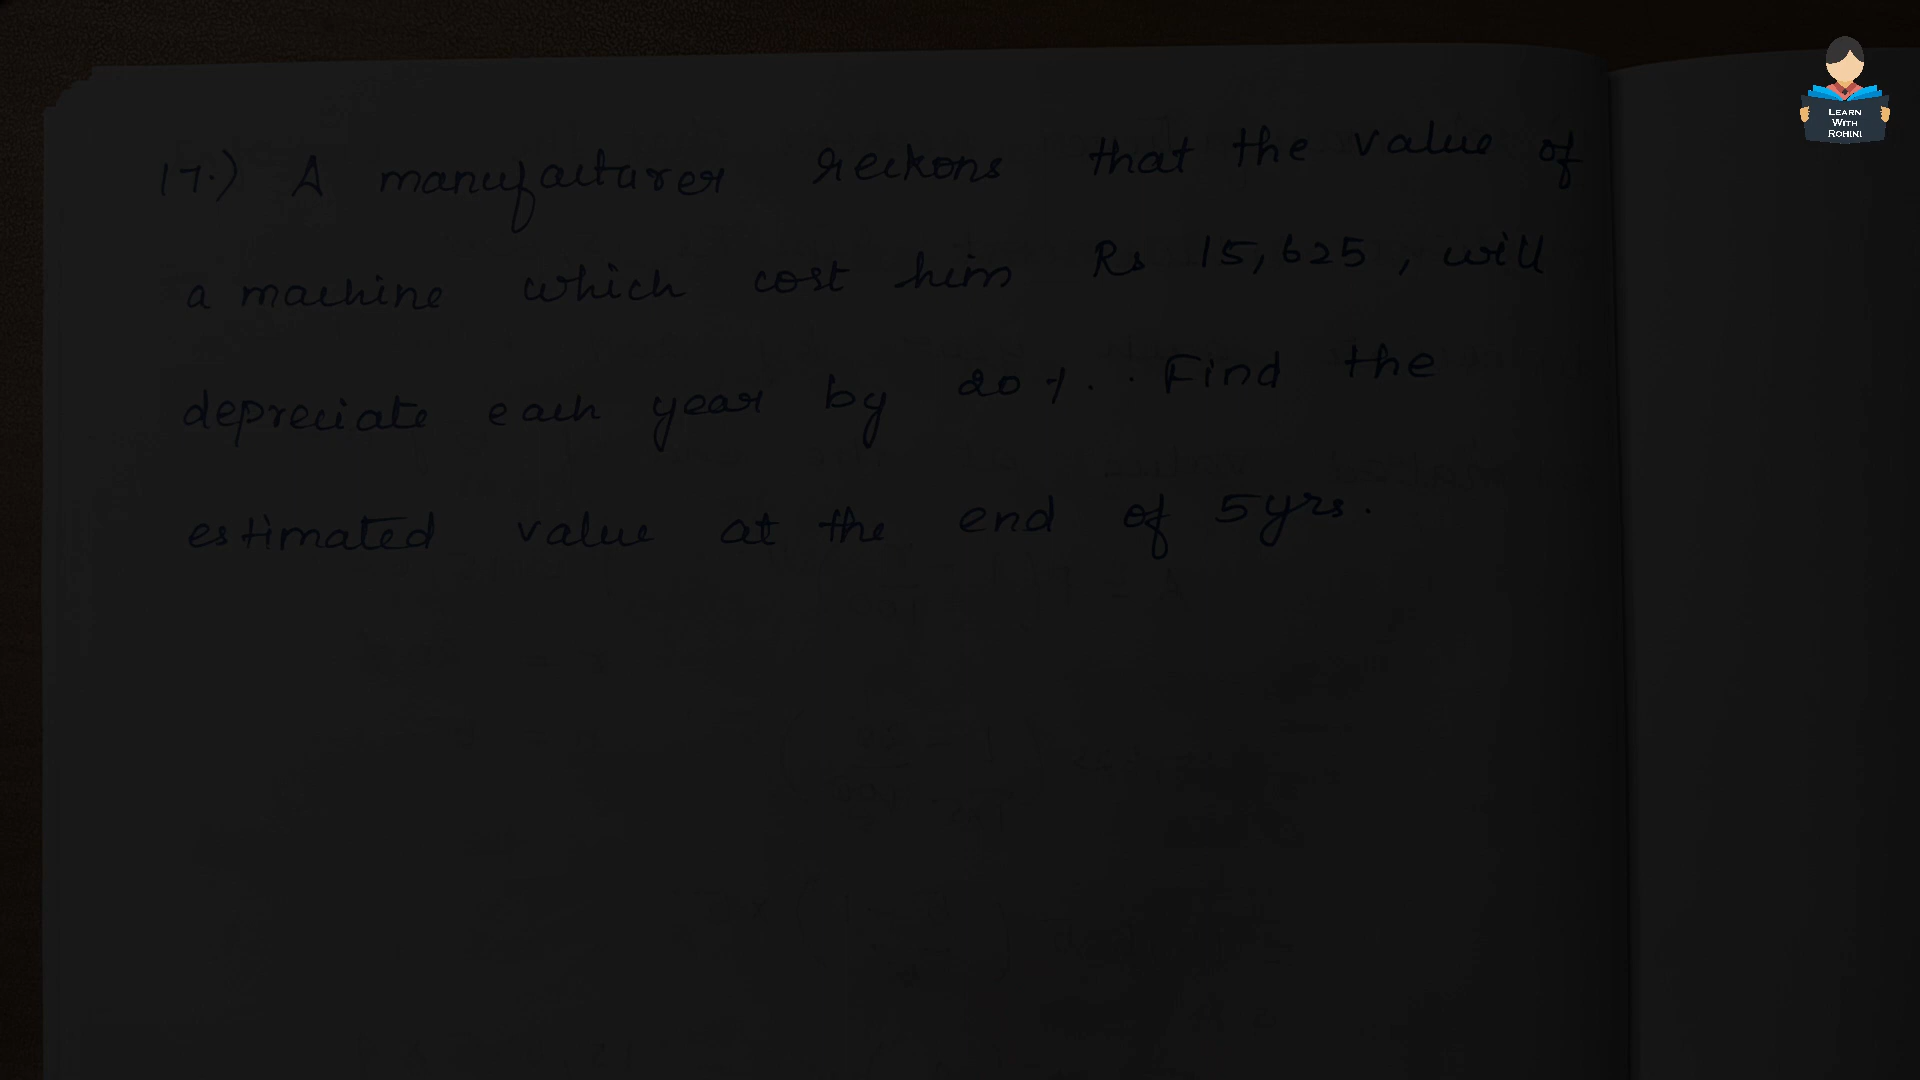 17.) A manufacturer reckons that the value of
a machine which cost him Rs 15,625, will
depreciate each year by 20%. Find the
estimated value at the end of 5yrs.
LEARN
WITH
ROHINI